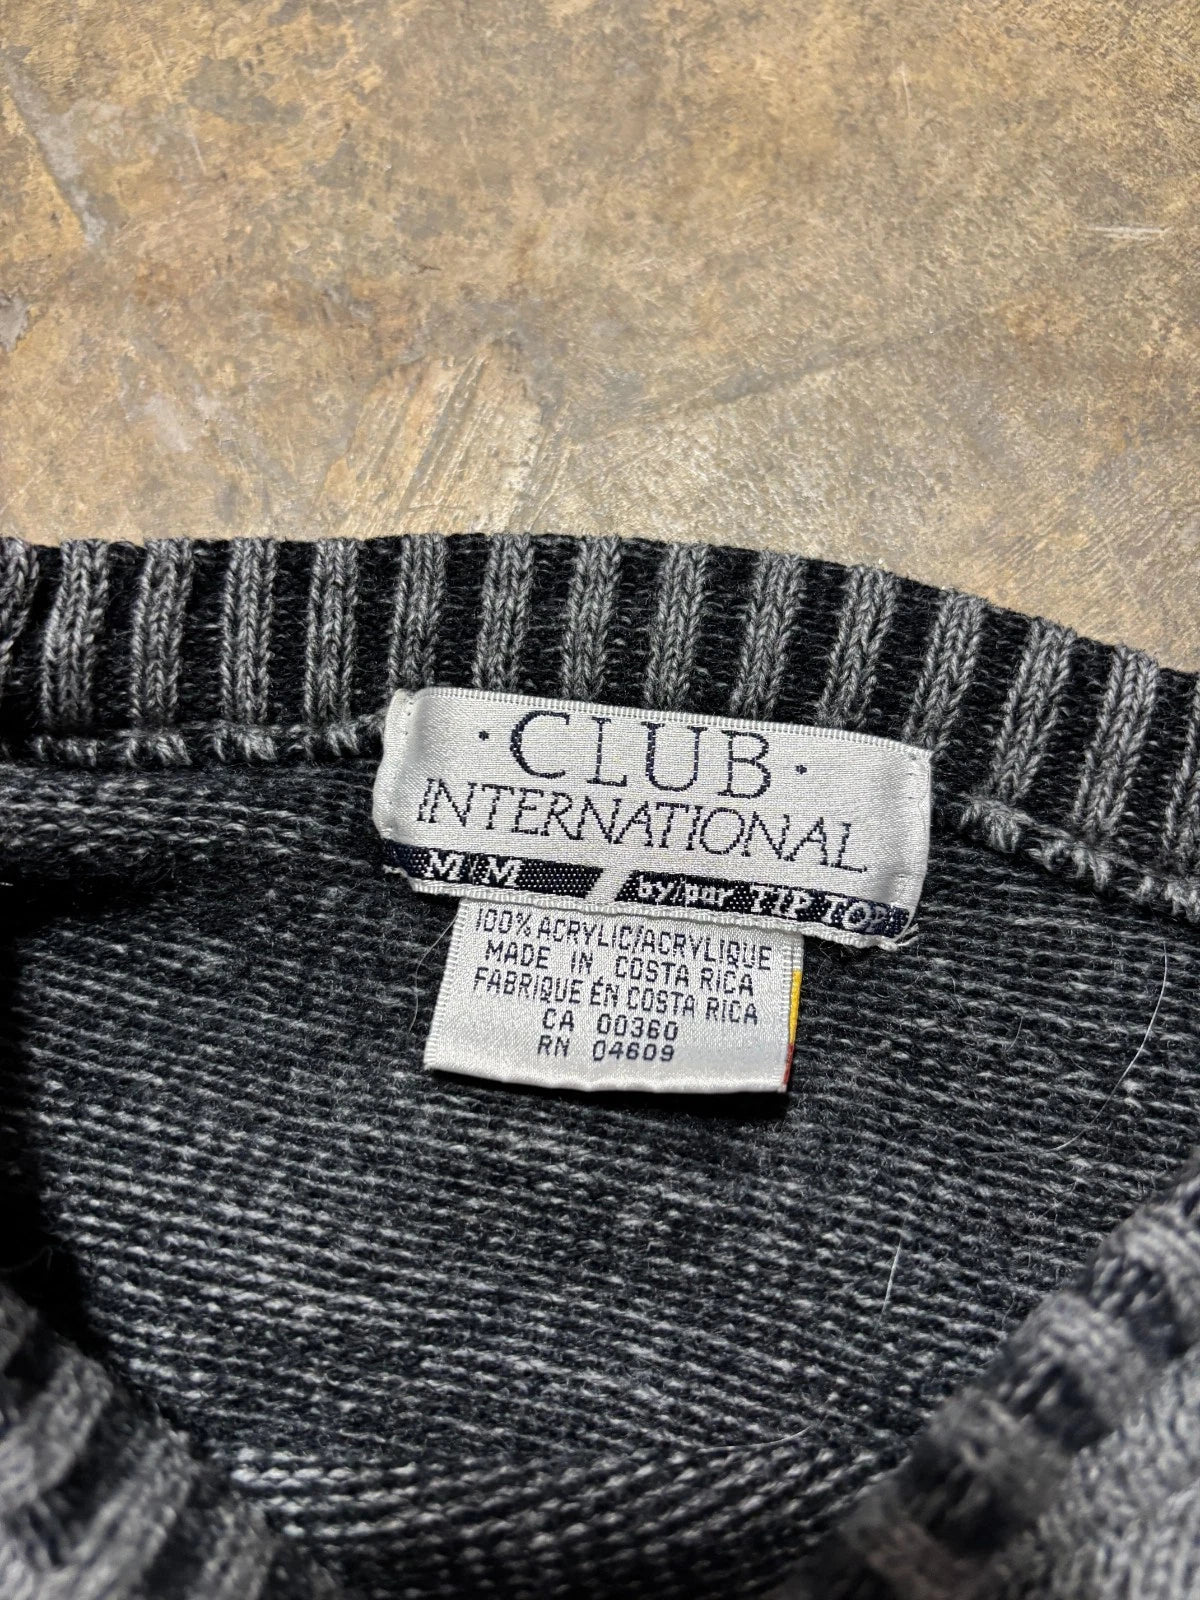 · CLUB ·
INTERNATIONAL
M M by/par TIP TOP
100% ACRYLIC/ACRYLIQUE
MADE IN COSTA RICA
FABRIQUE ÉN COSTA RICA
CA 00360
RN 04609